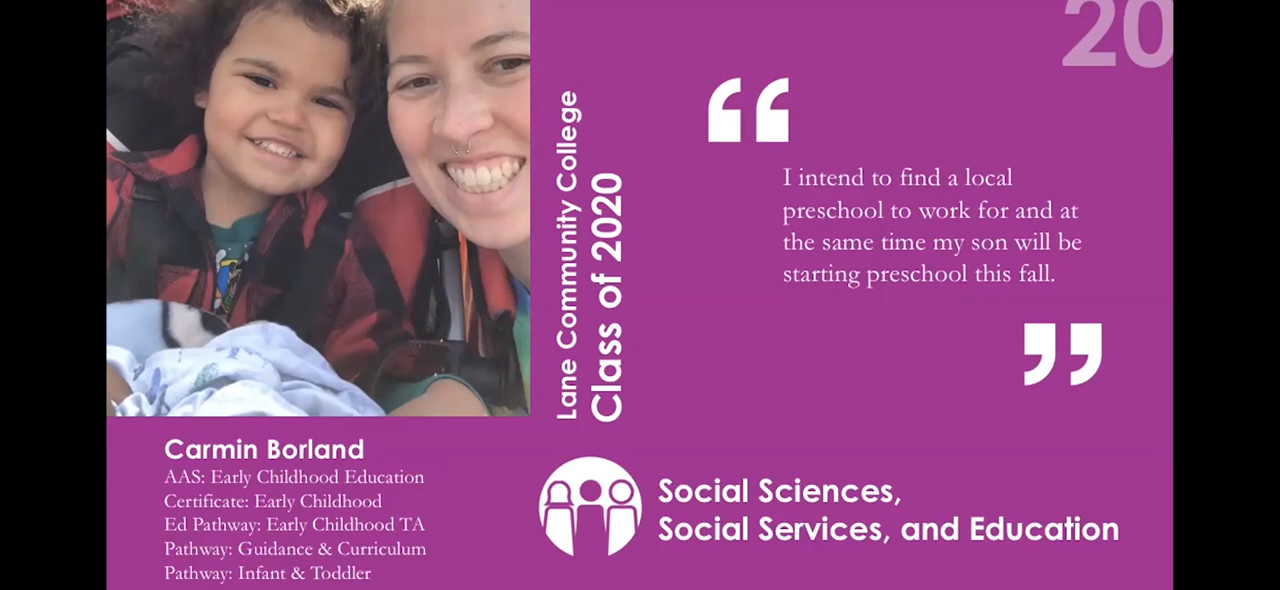 20
Lane Community College
Class of 2020
“
I intend to find a local
preschool to work for and at
the same time my son will be
starting preschool this fall.
”
Carmin Borland
AAS: Early Childhood Education
Certificate: Early Childhood
Ed Pathway: Early Childhood TA
Pathway: Guidance & Curriculum
Pathway: Infant & Toddler
Social Sciences,
Social Services, and Education